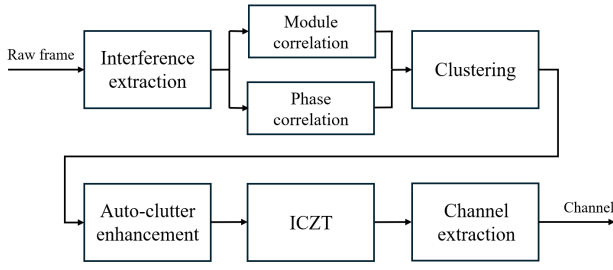 Raw frame
Interference
extraction
Module
correlation
Phase
correlation
Clustering
Auto-clutter
enhancement
ICZT
Channel
extraction
Channel